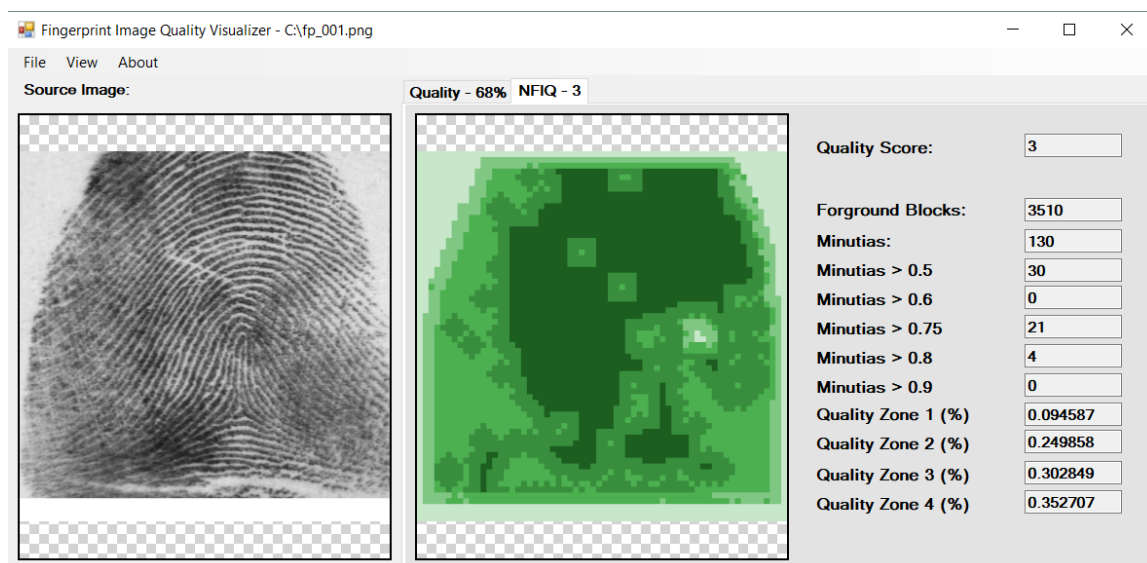 Fingerprint Image Quality Visualizer - C:\fp_001.png
File View About
Source Image:
Quality - 68% NFIQ - 3
Quality Score: 3
Forground Blocks: 3510
Minutias: 130
Minutias > 0.5 30
Minutias > 0.6 0
Minutias > 0.75 21
Minutias > 0.8 4
Minutias > 0.9 0
Quality Zone 1 (%) 0.094587
Quality Zone 2 (%) 0.249858
Quality Zone 3 (%) 0.302849
Quality Zone 4 (%) 0.352707